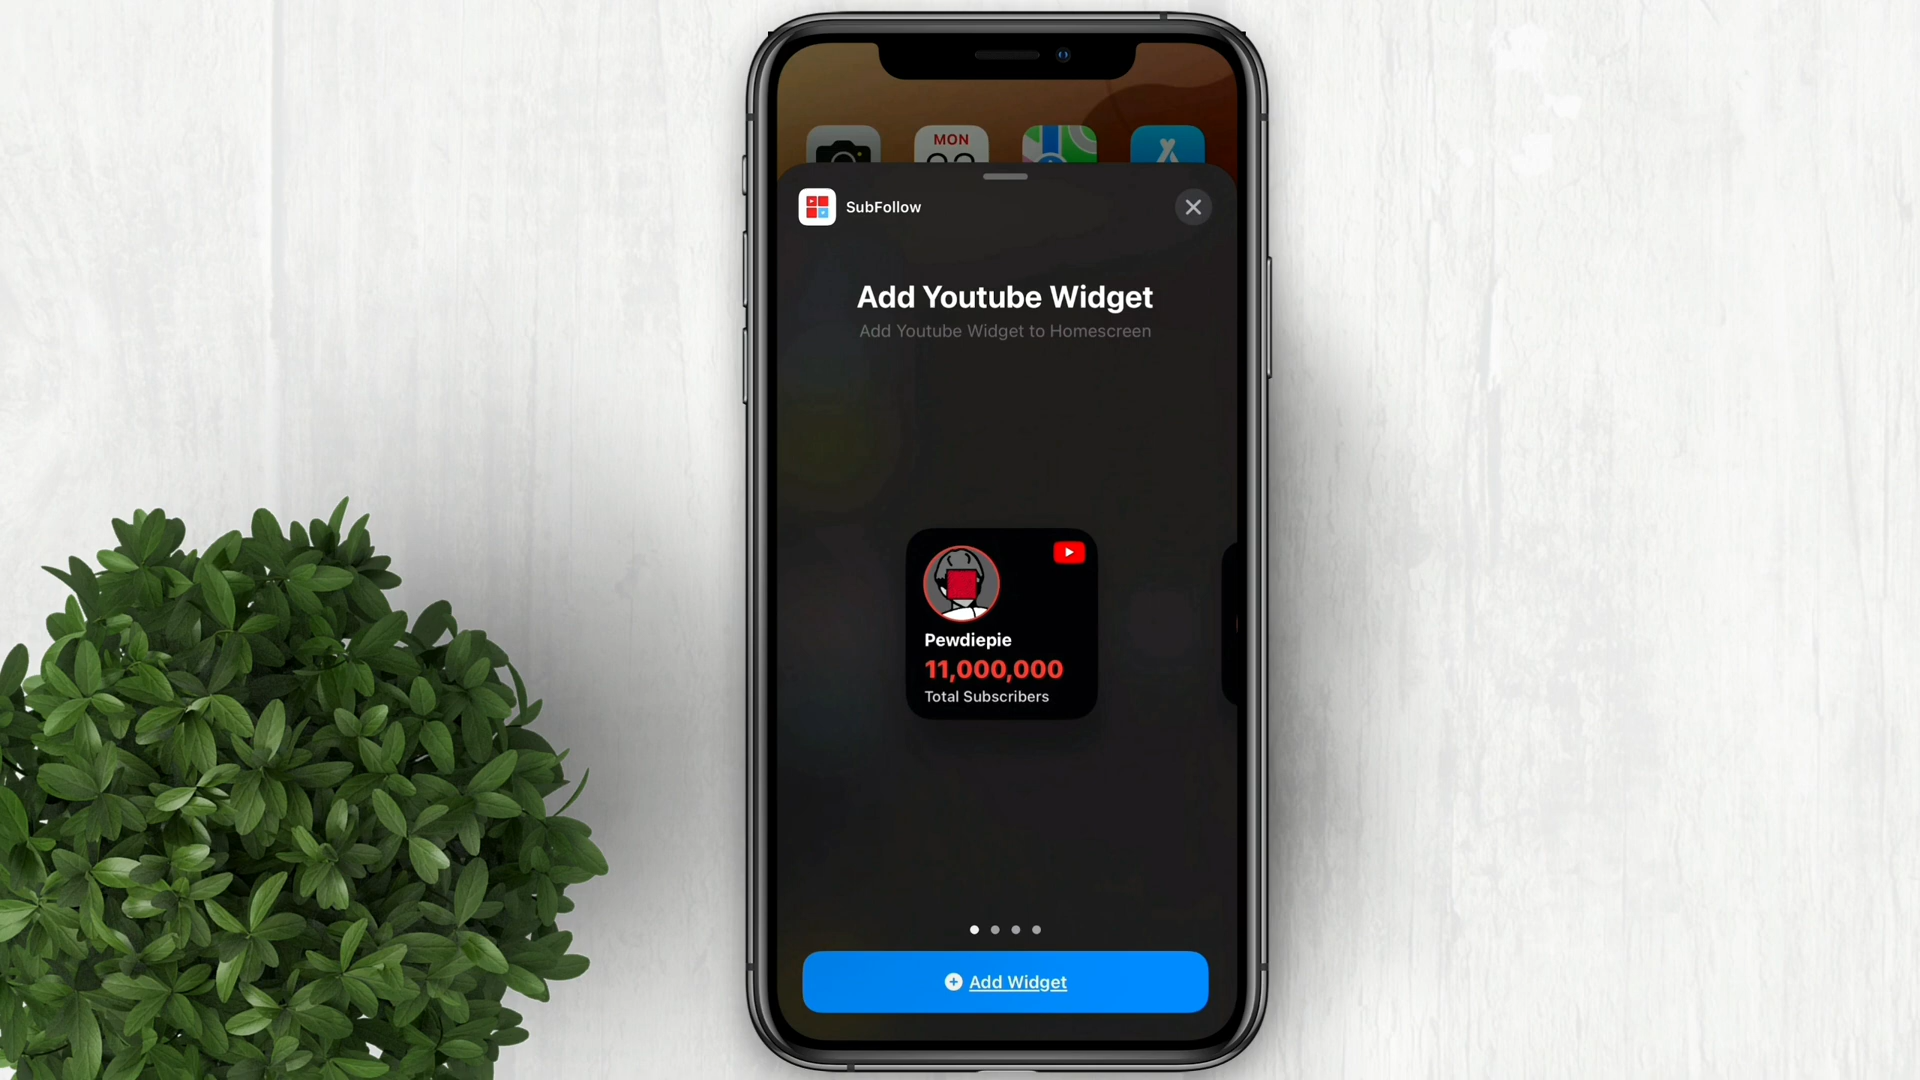 MON
SubFollow
Add Youtube Widget
Add Youtube Widget to Homescreen
Pewdiepie
11,000,000
Total Subscribers
Add Widget